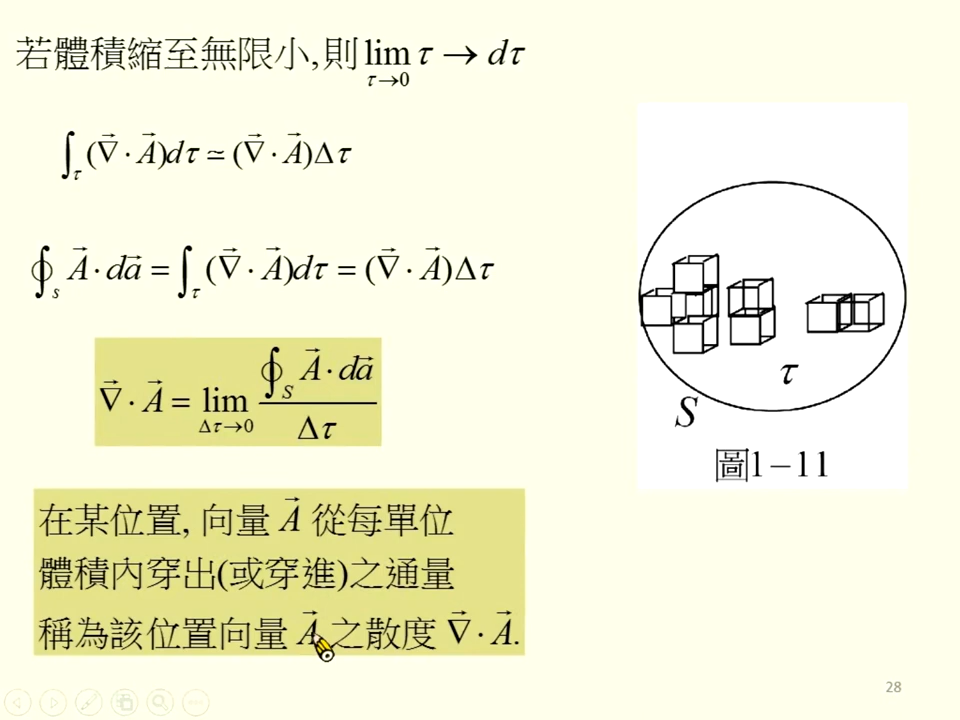 若體積縮至無限小,則 lim τ → dτ
τ→0
∫τ (∇⃗ · A⃗)dτ ≃ (∇⃗ · A⃗)Δτ
∮s A⃗ · da⃗ = ∫τ (∇⃗ · A⃗)dτ = (∇⃗ · A⃗)Δτ
∇⃗ · A⃗ = lim Δτ→0 ∮S A⃗ · da⃗ / Δτ
在某位置, 向量 A⃗ 從每單位
體積內穿出(或穿進)之通量
稱為該位置向量 A⃗ 之散度 ∇⃗ · A⃗.
τ
S
圖1−11
28